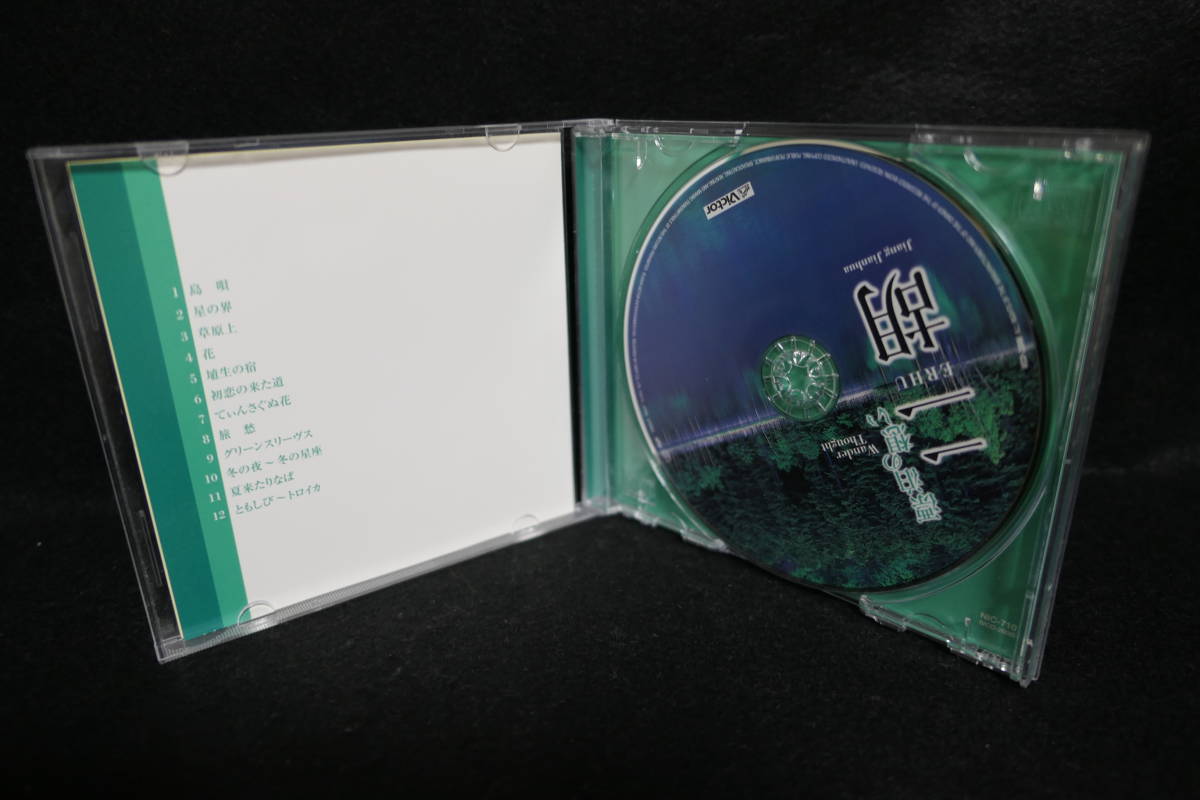 1 島 唄
2 星の界
3 草原上
4 花
5 埴生の宿
6 初恋の来た道
7 てぃんさぐぬ花
8 旅 愁
9 グリーンスリーヴス
10 冬の夜～冬の星座
11 夏来たりなば
12 ともしび～トロイカ
Victor
Jiang Jianhua
二胡
ERHU
Wander
Thought
漂泊の想い
NIC-710